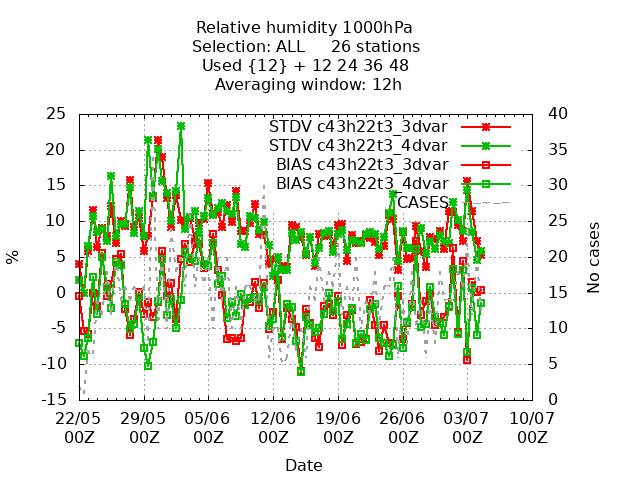 Relative humidity 1000hPa
Selection: ALL 26 stations
Used {12} + 12 24 36 48
Averaging window: 12h
25 40
STDV c43h22t3_3dvar
20 35
STDV c43h22t3_4dvar
BIAS c43h22t3_3dvar
15 30
BIAS c43h22t3_4dvar
CASES
10 25
5 20
0 15
-5 10
-10 5
-15 0
%
No cases
22/05 29/05 05/06 12/06 19/06 26/06 03/07 10/07
00Z 00Z 00Z 00Z 00Z 00Z 00Z 00Z
Date